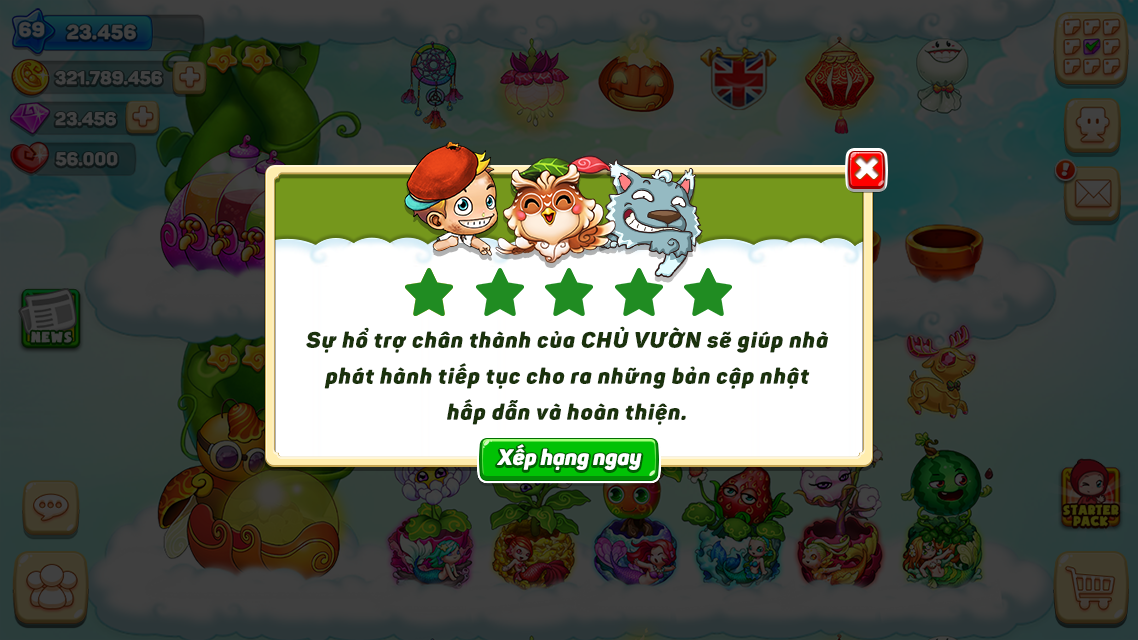 69 23.456
321.789.456
23.456
56.000
Sự hổ trợ chân thành của CHỦ VƯỜN sẽ giúp nhà
phát hành tiếp tục cho ra những bản cập nhật
hấp dẫn và hoàn thiện.
Xếp hạng ngay
NEWS
STARTER
PACK